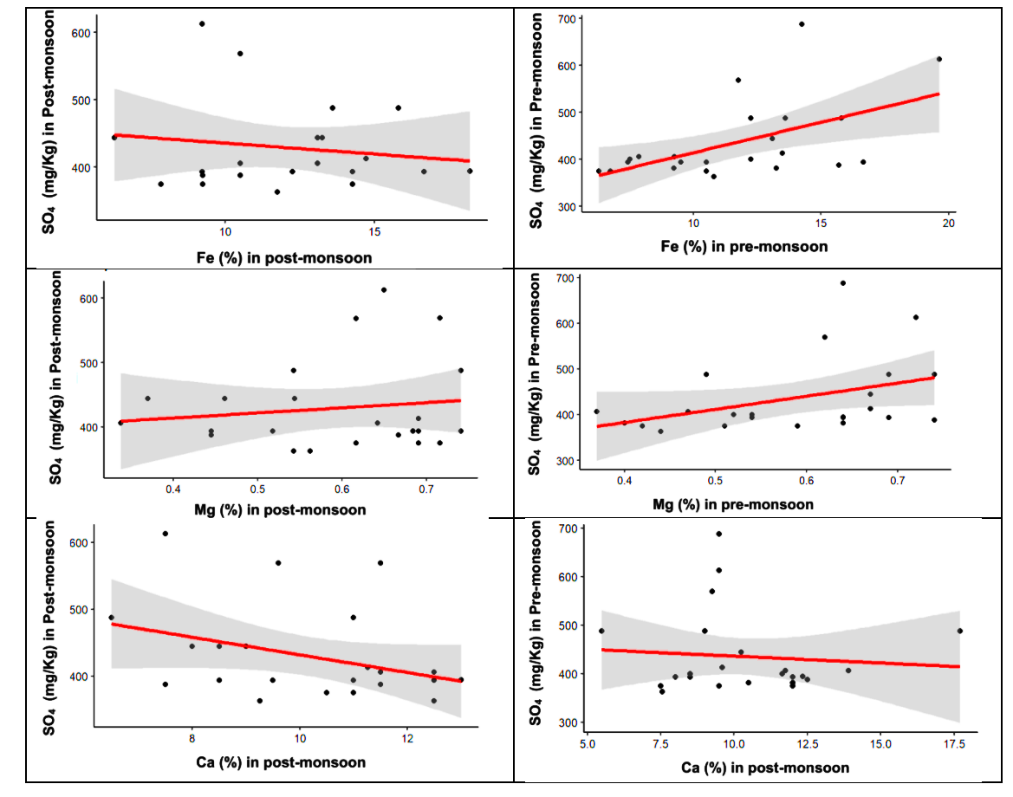 SO₄ (mg/Kg) in Post-monsoon
600
500
400
10 15
Fe (%) in post-monsoon
SO₄ (mg/Kg) in Pre-monsoon
700
600
500
400
300
10 15 20
Fe (%) in pre-monsoon
SO₄ (mg/Kg) in Post-monsoon
600
500
400
0.4 0.5 0.6 0.7
Mg (%) in post-monsoon
SO₄ (mg/Kg) in Pre-monsoon
700
600
500
400
300
0.4 0.5 0.6 0.7
Mg (%) in pre-monsoon
SO₄ (mg/Kg) in Post-monsoon
600
500
400
8 10 12
Ca (%) in post-monsoon
SO₄ (mg/Kg) in Pre-monsoon
700
600
500
400
300
5.0 7.5 10.0 12.5 15.0 17.5
Ca (%) in post-monsoon